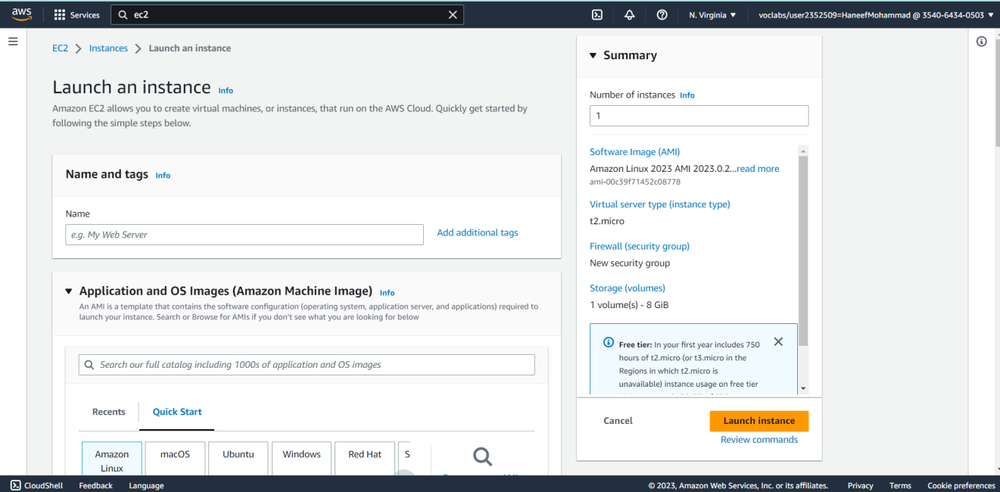 aws
Services
ec2
N. Virginia
voclabs/user2352509=HaneefMohammad @ 3540-6434-0503
EC2 > Instances > Launch an instance
Launch an instance Info
Amazon EC2 allows you to create virtual machines, or instances, that run on the AWS Cloud. Quickly get started by
following the simple steps below.
Name and tags Info
Name
e.g. My Web Server
Add additional tags
Application and OS Images (Amazon Machine Image) Info
An AMI is a template that contains the software configuration (operating system, application server, and applications) required to
launch your instance. Search or Browse for AMIs if you don't see what you are looking for below
Search our full catalog including 1000s of application and OS images
Recents
Quick Start
Amazon
Linux
macOS
Ubuntu
Windows
Red Hat
S
Summary
Number of instances Info
1
Software Image (AMI)
Amazon Linux 2023 AMI 2023.0.2...read more
ami-00c39f71452c08778
Virtual server type (instance type)
t2.micro
Firewall (security group)
New security group
Storage (volumes)
1 volume(s) - 8 GiB
Free tier: In your first year includes 750
hours of t2.micro (or t3.micro in the
Regions in which t2.micro is
unavailable) instance usage on free tier
Cancel
Launch instance
Review commands
CloudShell
Feedback
Language
© 2023, Amazon Web Services, Inc. or its affiliates.
Privacy
Terms
Cookie preferences